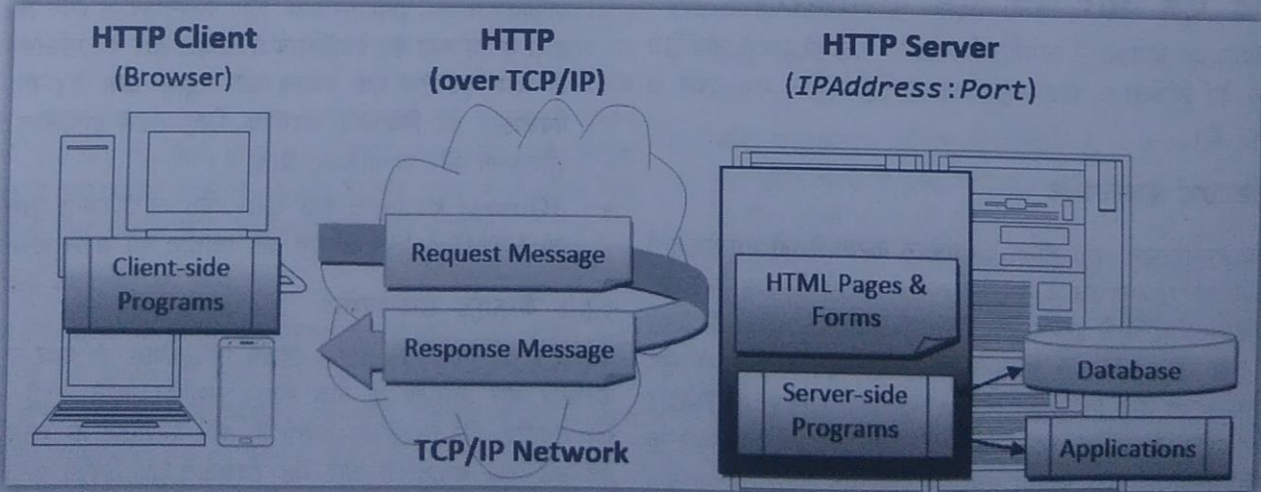 HTTP Client
(Browser)
HTTP
(over TCP/IP)
HTTP Server
(IPAddress:Port)
Client-side
Programs
Request Message
Response Message
TCP/IP Network
HTML Pages &
Forms
Server-side
Programs
Database
Applications